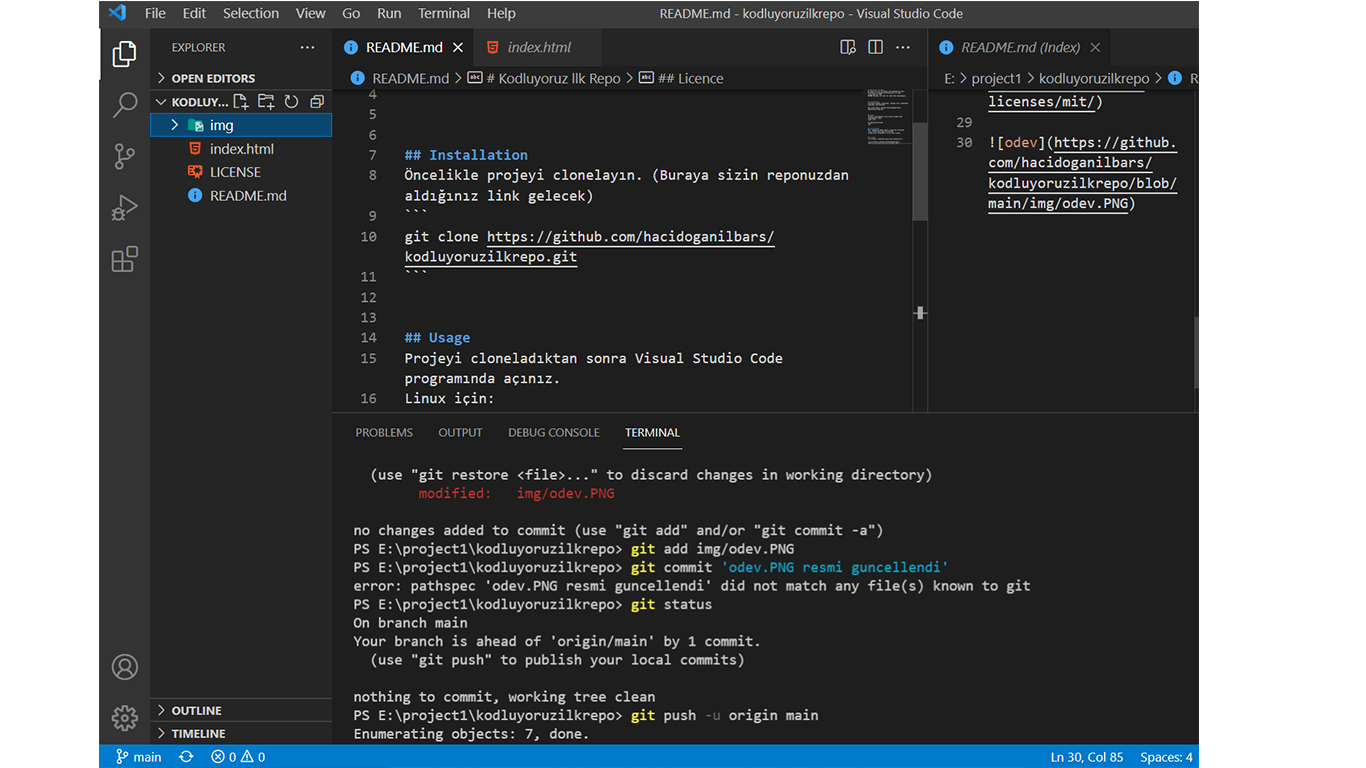 File Edit Selection View Go Run Terminal Help
README.md - kodluyoruzilkrepo - Visual Studio Code
EXPLORER
OPEN EDITORS
KODLUY...
img
index.html
LICENSE
README.md
OUTLINE
TIMELINE
README.md
index.html
README.md > # Kodluyoruz Ilk Repo > ## Licence
4
5
6
7 ## Installation
8 Öncelikle projeyi clonelayın. (Buraya sizin reponuzdan
aldığınız link gelecek)
9 ```
10 git clone https://github.com/hacidoganilbars/
kodluyoruzilkrepo.git
11 ```
12
13
14 ## Usage
15 Projeyi cloneladıktan sonra Visual Studio Code
programında açınız.
16 Linux için:
README.md (Index)
E: > project1 > kodluyoruzilkrepo > R
licenses/mit/)
29
30 ![odev](https://github.
com/hacidoganilbars/
kodluyoruzilkrepo/blob/
main/img/odev.PNG)
PROBLEMS OUTPUT DEBUG CONSOLE TERMINAL
(use "git restore <file>..." to discard changes in working directory)
modified: img/odev.PNG
no changes added to commit (use "git add" and/or "git commit -a")
PS E:\project1\kodluyoruzilkrepo> git add img/odev.PNG
PS E:\project1\kodluyoruzilkrepo> git commit 'odev.PNG resmi guncellendi'
error: pathspec 'odev.PNG resmi guncellendi' did not match any file(s) known to git
PS E:\project1\kodluyoruzilkrepo> git status
On branch main
Your branch is ahead of 'origin/main' by 1 commit.
(use "git push" to publish your local commits)
nothing to commit, working tree clean
PS E:\project1\kodluyoruzilkrepo> git push -u origin main
Enumerating objects: 7, done.
main 0 0
Ln 30, Col 85 Spaces: 4